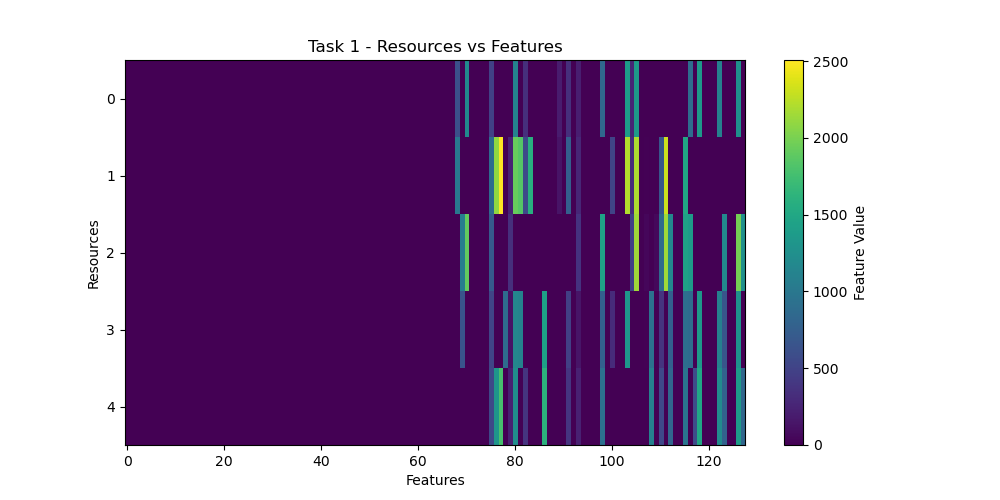 Task 1 - Resources vs Features
0
1
2
3
4
Resources
0 20 40 60 80 100 120
Features
2500
2000
1500
1000
500
0
Feature Value